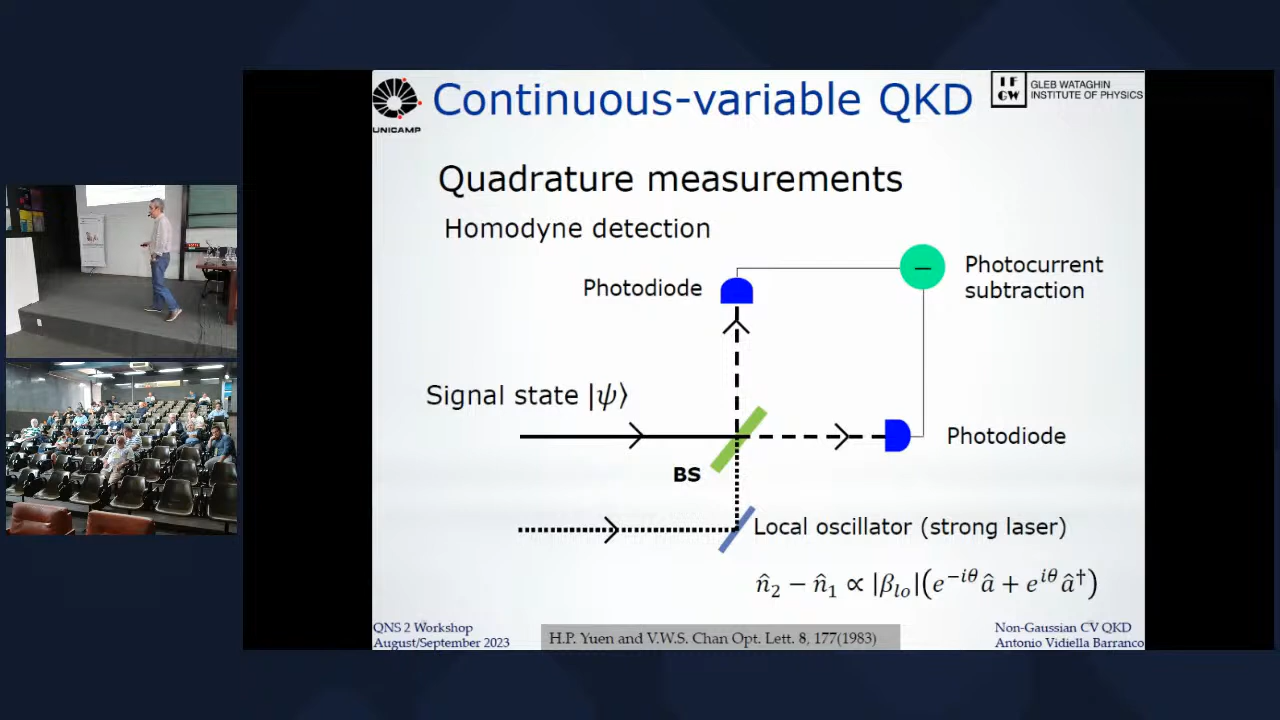 UNICAMP
Continuous-variable QKD
IF
GW
GLEB WATAGHIN
INSTITUTE OF PHYSICS
Quadrature measurements
Homodyne detection
Photodiode
−
Photocurrent
subtraction
Signal state |ψ⟩
Photodiode
BS
Local oscillator (strong laser)
n̂₂ − n̂₁ ∝ |β_lo|(e^{-iθ} â + e^{iθ} â†)
QNS 2 Workshop
August/September 2023
H.P. Yuen and V.W.S. Chan Opt. Lett. 8, 177(1983)
Non-Gaussian CV QKD
Antonio Vidiella Barranco